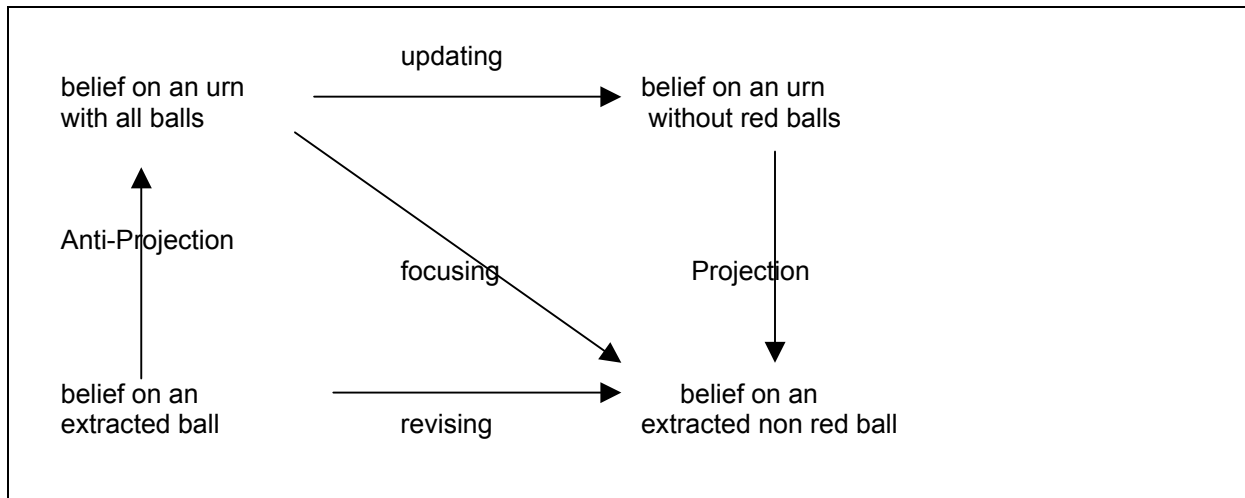 updating
belief on an urn
with all balls
belief on an urn
without red balls
Anti-Projection
focusing
Projection
belief on an
extracted ball
revising
belief on an
extracted non red ball